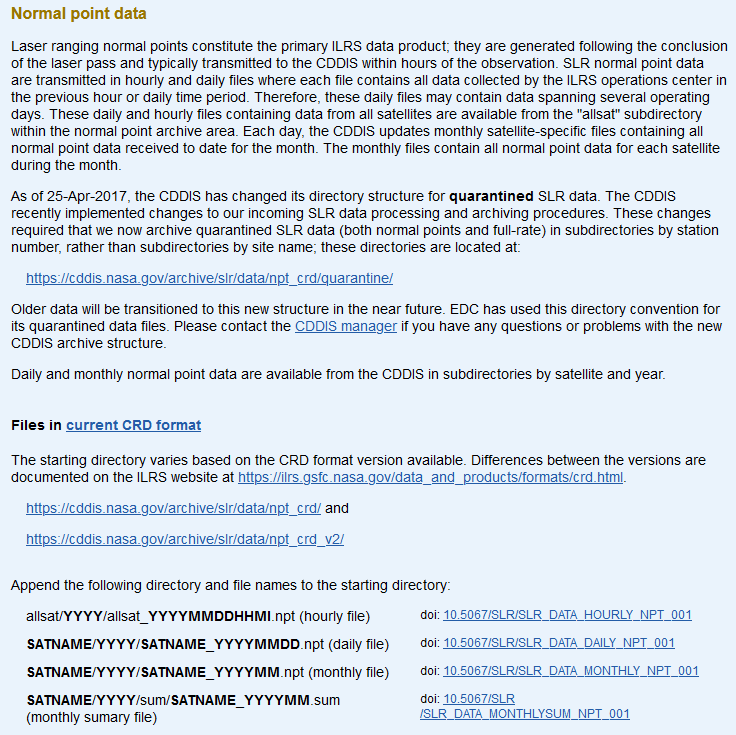 Normal point data
Laser ranging normal points constitute the primary ILRS data product; they are generated following the conclusion
of the laser pass and typically transmitted to the CDDIS within hours of the observation. SLR normal point data
are transmitted in hourly and daily files where each file contains all data collected by the ILRS operations center in
the previous hour or daily time period. Therefore, these daily files may contain data spanning several operating
days. These daily and hourly files containing data from all satellites are available from the "allsat" subdirectory
within the normal point archive area. Each day, the CDDIS updates monthly satellite-specific files containing all
normal point data received to date for the month. The monthly files contain all normal point data for each satellite
during the month.
As of 25-Apr-2017, the CDDIS has changed its directory structure for quarantined SLR data. The CDDIS
recently implemented changes to our incoming SLR data processing and archiving procedures. These changes
required that we now archive quarantined SLR data (both normal points and full-rate) in subdirectories by station
number, rather than subdirectories by site name; these directories are located at:
https://cddis.nasa.gov/archive/slr/data/npt_crd/quarantine/
Older data will be transitioned to this new structure in the near future. EDC has used this directory convention for
its quarantined data files. Please contact the CDDIS manager if you have any questions or problems with the new
CDDIS archive structure.
Daily and monthly normal point data are available from the CDDIS in subdirectories by satellite and year.
Files in current CRD format
The starting directory varies based on the CRD format version available. Differences between the versions are
documented on the ILRS website at https://ilrs.gsfc.nasa.gov/data_and_products/formats/crd.html.
https://cddis.nasa.gov/archive/slr/data/npt_crd/ and
https://cddis.nasa.gov/archive/slr/data/npt_crd_v2/
Append the following directory and file names to the starting directory:
allsat/YYYY/allsat_YYYYMMDDHHMI.npt (hourly file) doi: 10.5067/SLR/SLR_DATA_HOURLY_NPT_001
SATNAME/YYYY/SATNAME_YYYYMMDD.npt (daily file) doi: 10.5067/SLR/SLR_DATA_DAILY_NPT_001
SATNAME/YYYY/SATNAME_YYYYMM.npt (monthly file) doi: 10.5067/SLR/SLR_DATA_MONTHLY_NPT_001
SATNAME/YYYY/sum/SATNAME_YYYYMM.sum doi: 10.5067/SLR
(monthly sumary file) /SLR_DATA_MONTHLYSUM_NPT_001